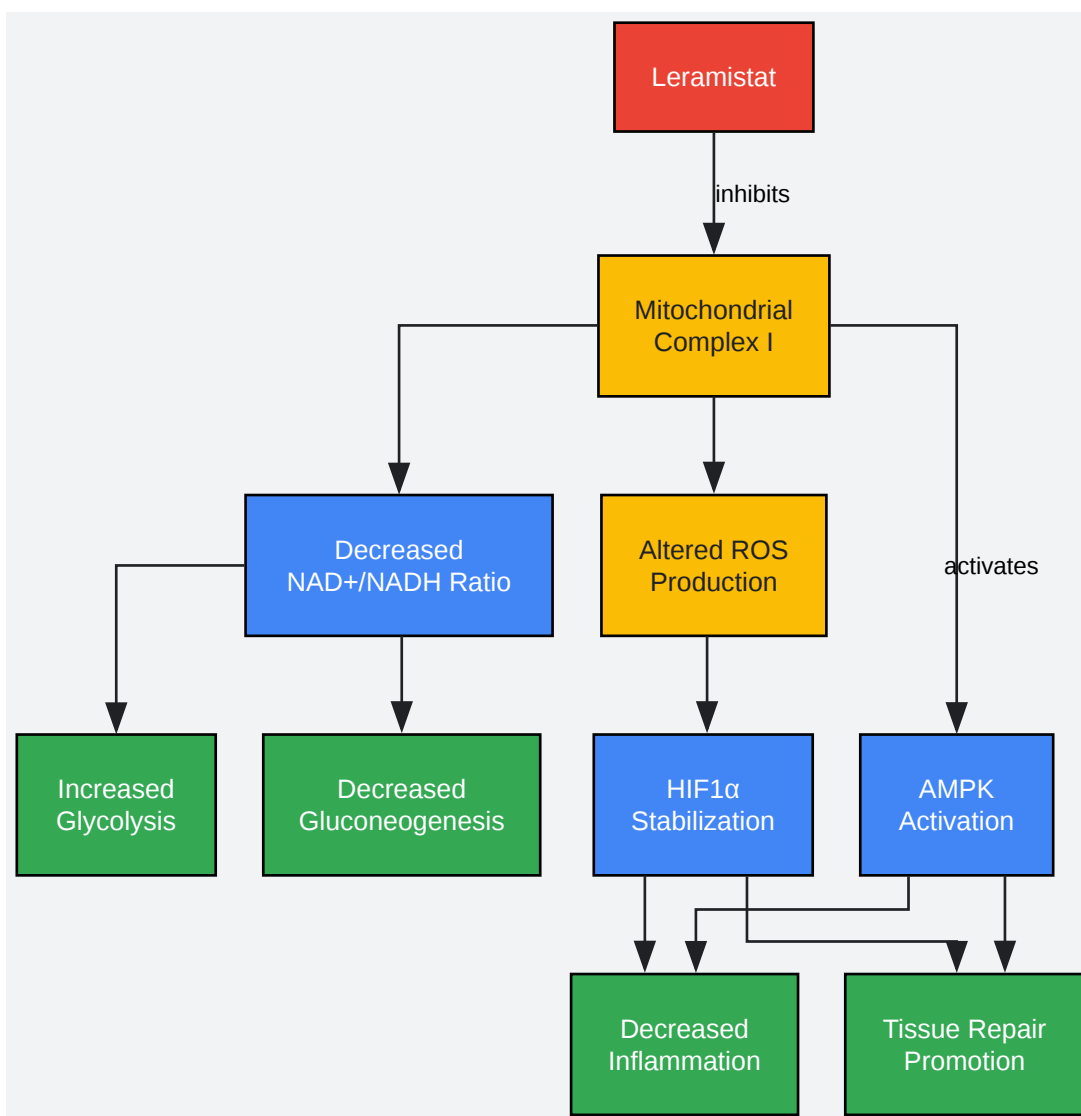 Leramistat
inhibits
Mitochondrial
Complex I
Decreased
NAD+/NADH Ratio
Altered ROS
Production
activates
Increased
Glycolysis
Decreased
Gluconeogenesis
HIF1α
Stabilization
AMPK
Activation
Decreased
Inflammation
Tissue Repair
Promotion